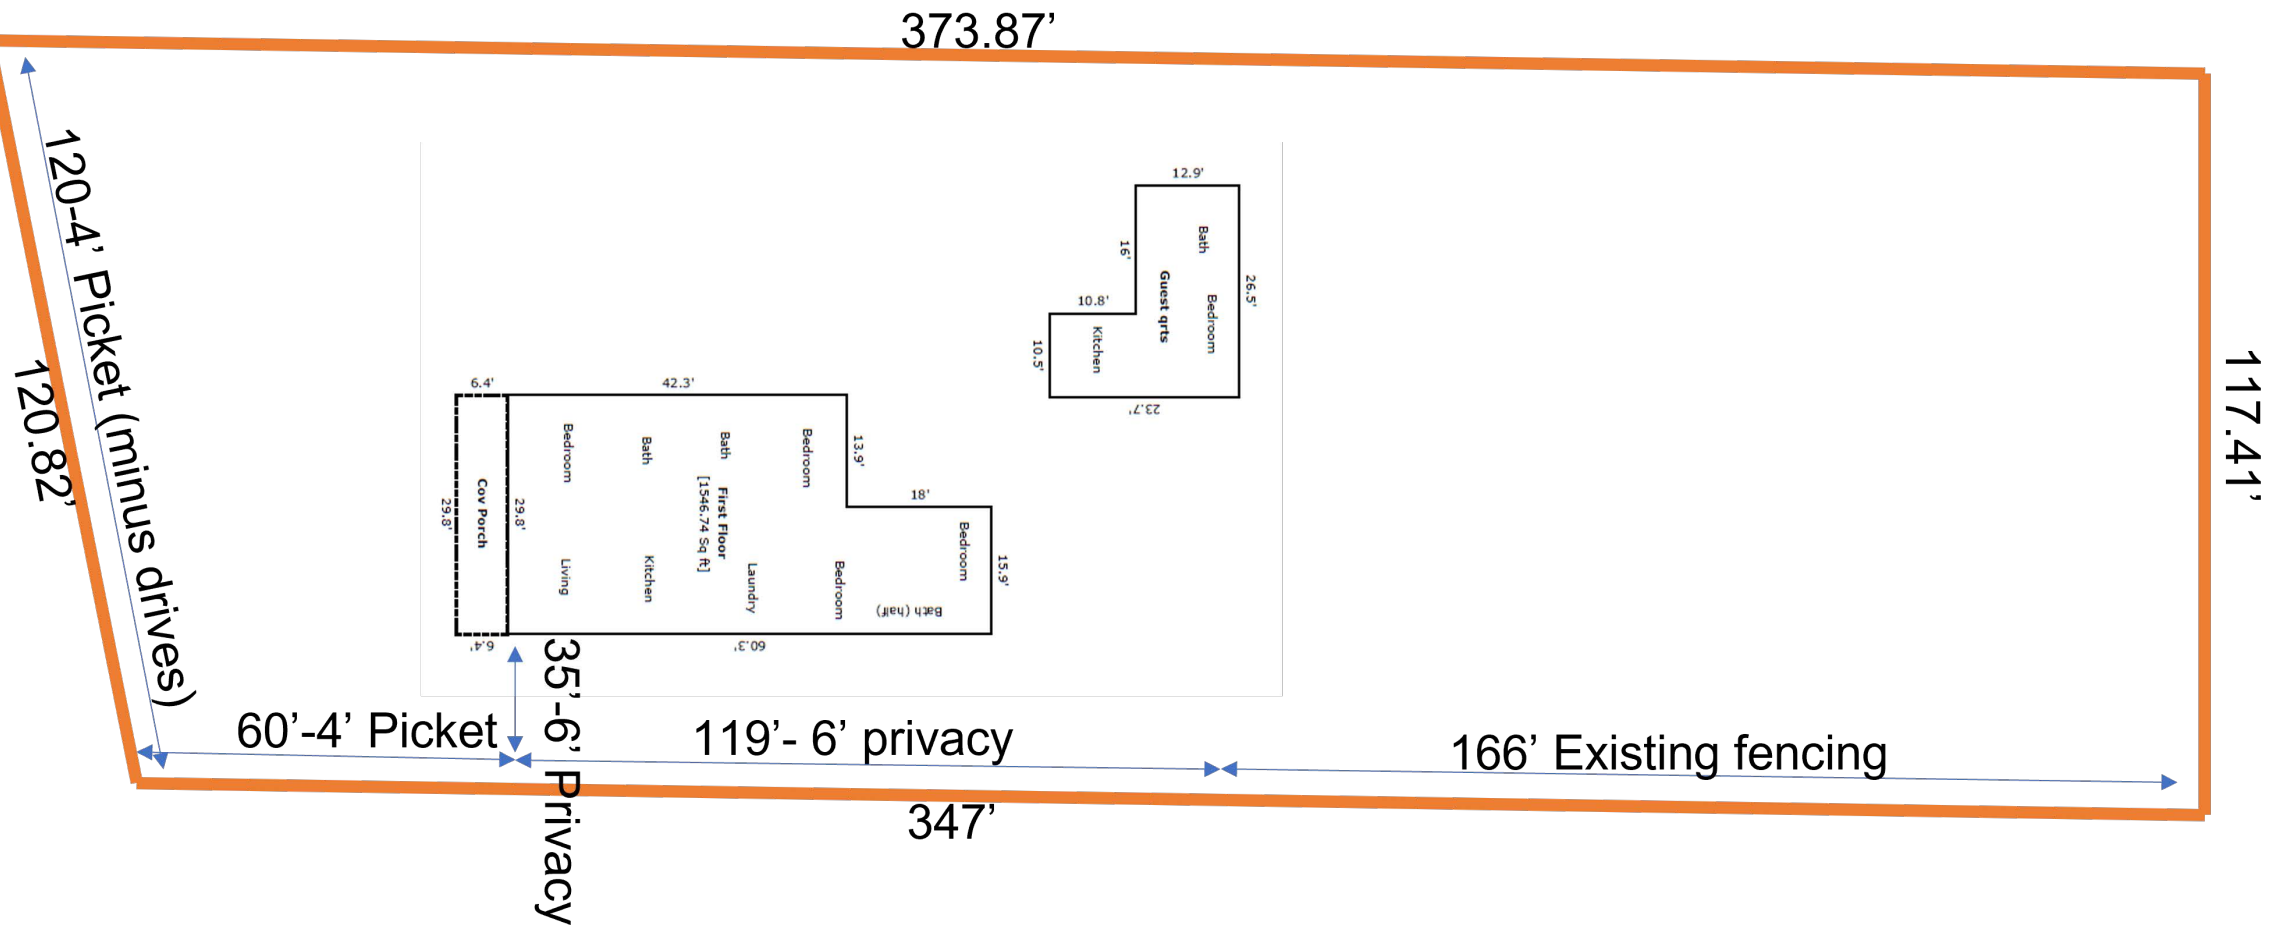 373.87’
120-4’ Picket (minus drives)
120.82’
12.9'
16'
Bath
Guest qrts
Bedroom
26.5'
10.8'
Kitchen
10.5'
23.7'
117.41’
6.4'
42.3'
Bedroom
Bath
Bath
Bedroom
13.9'
29.8'
Cov Porch
29.8'
First Floor
[1546.74 Sq ft]
18'
Bedroom
15.9'
Living
Kitchen
Laundry
Bedroom
Bath (half)
6.4'
60.3'
35’-6’ Privacy
60’-4’ Picket
119’- 6’ privacy
166’ Existing fencing
347’